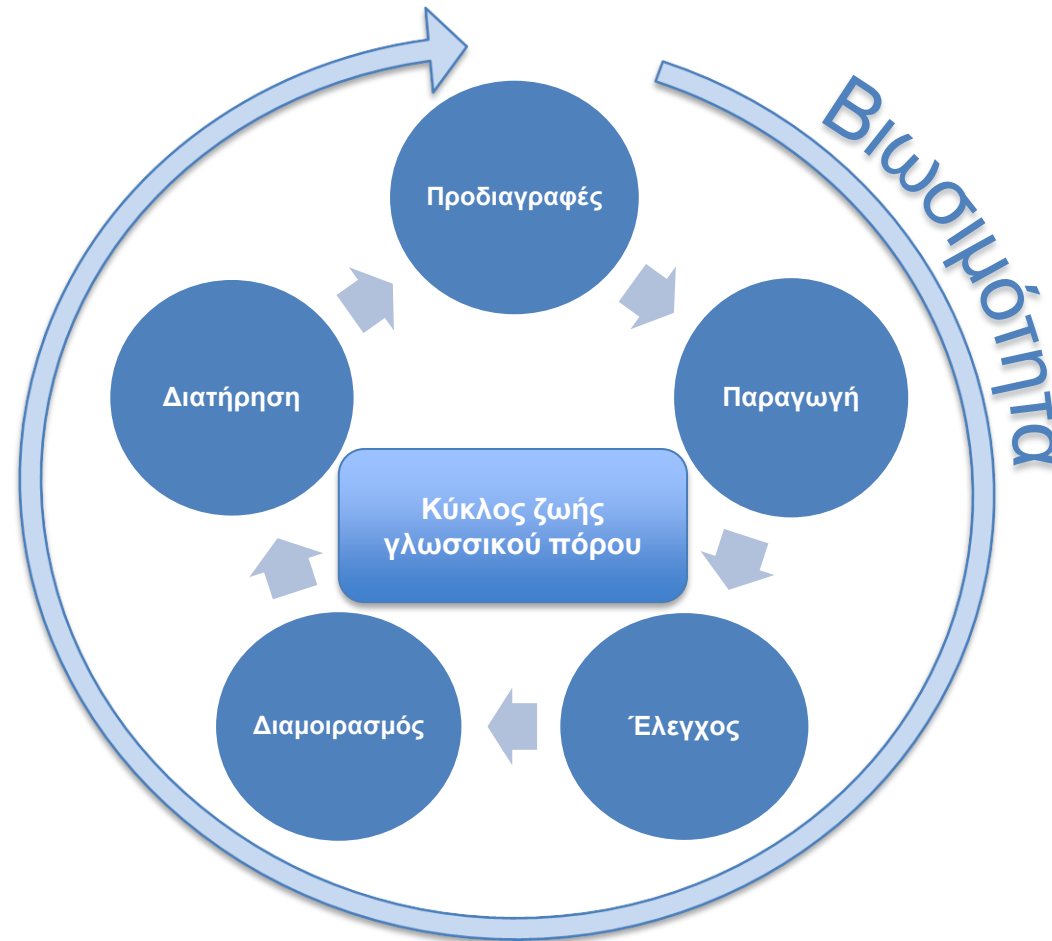 Βιωσιμότητα
Προδιαγραφές
Παραγωγή
Έλεγχος
Διαμοιρασμός
Διατήρηση
Κύκλος ζωής
γλωσσικού πόρου